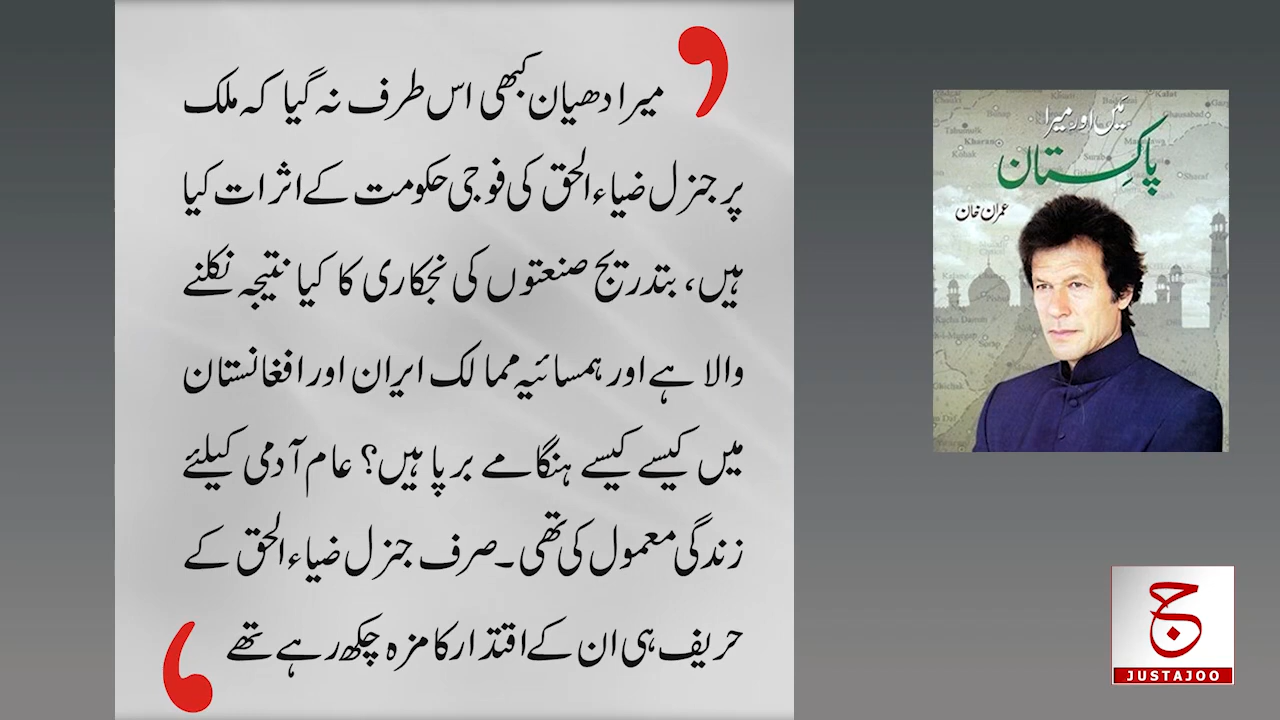 میرا دھیان کبھی اس طرف نہ گیا کہ ملک
پر جنرل ضیاء الحق کی فوجی حکومت کے اثرات کیا
ہیں، بتدریج صنعتوں کی نجکاری کا کیا نتیجہ نکلنے
والا ہے اور ہمسائیہ ممالک ایران اور افغانستان
میں کیسے کیسے ہنگامے برپا ہیں؟ عام آدمی کیلئے
زندگی معمول کی تھی۔ صرف جنرل ضیاء الحق کے
حریف ہی ان کے اقتدار کا مزہ چکھ رہے تھے
مَیں اور میرا
پاکِستان
عمران خان
ج
JUSTAJOO